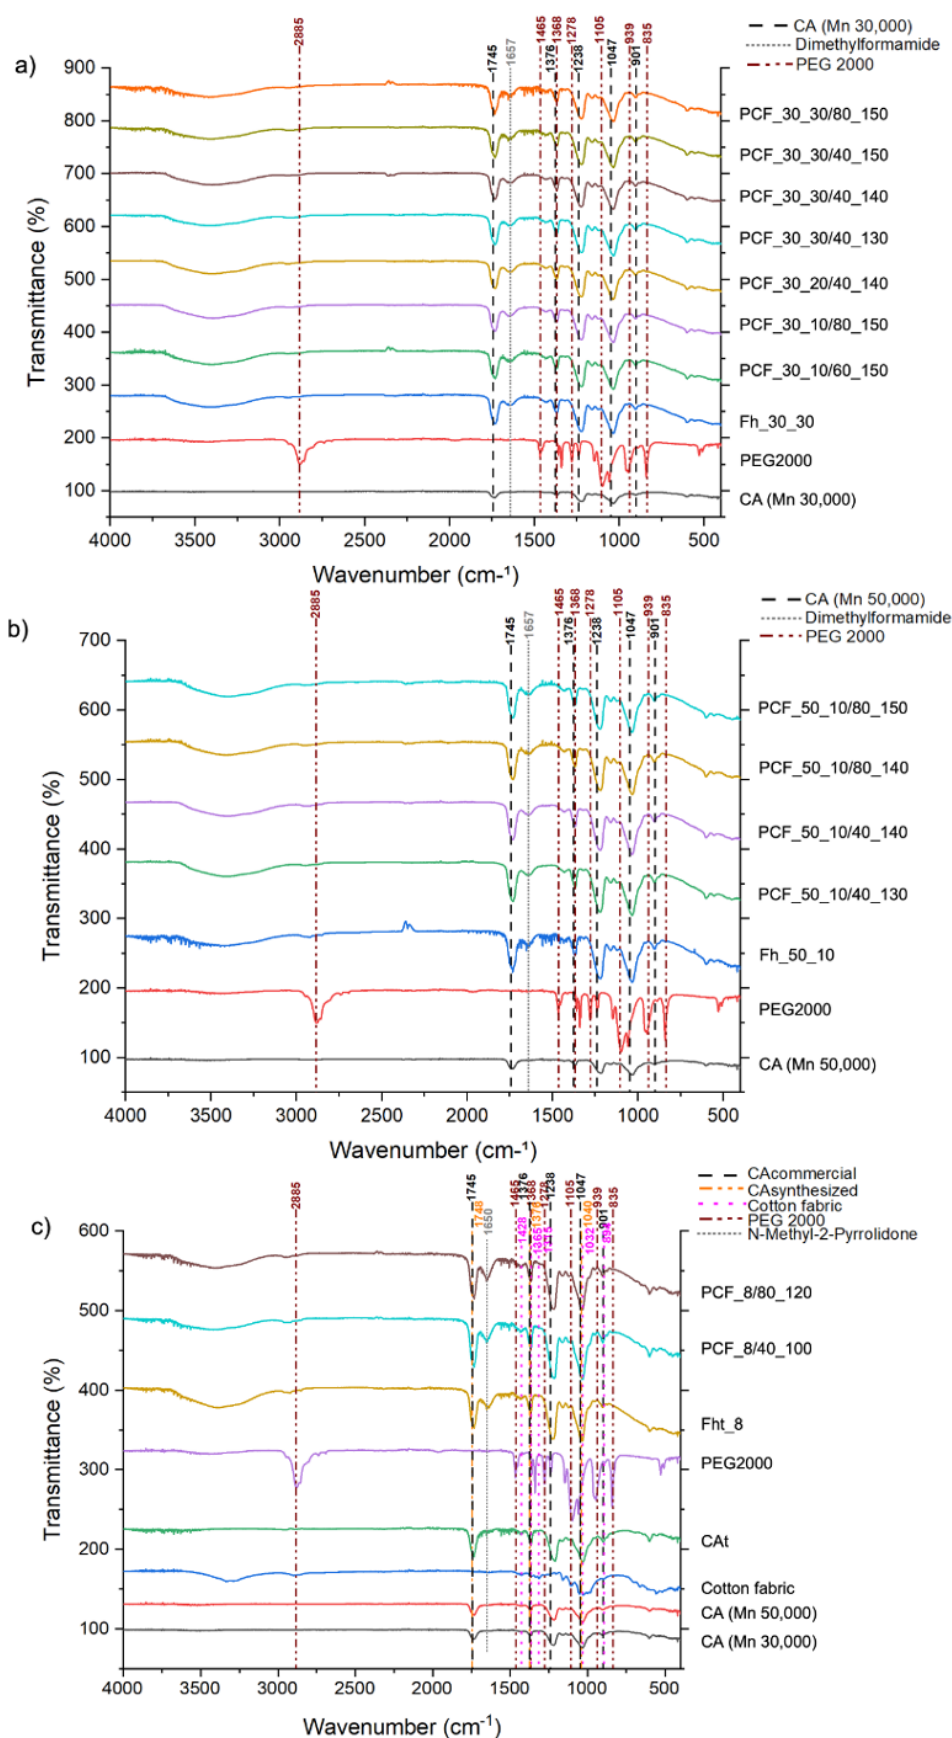 a)
2885
1745
1657
1465
1376
1368
1278
1238
1105
1047
939
901
835
CA (Mn 30,000)
Dimethylformamide
PEG 2000
900
800
700
600
500
400
300
200
100
Transmittance (%)
PCF_30_30/80_150
PCF_30_30/40_150
PCF_30_30/40_140
PCF_30_30/40_130
PCF_30_20/40_140
PCF_30_10/80_150
PCF_30_10/60_150
Fh_30_30
PEG2000
CA (Mn 30,000)
4000 3500 3000 2500 2000 1500 1000 500
Wavenumber (cm-¹)
b)
2885
1745
1657
1465
1376
1368
1278
1238
1105
1047
939
901
835
CA (Mn 50,000)
Dimethylformamide
PEG 2000
700
600
500
400
300
200
100
Transmittance (%)
PCF_50_10/80_150
PCF_50_10/80_140
PCF_50_10/40_140
PCF_50_10/40_130
Fh_50_10
PEG2000
CA (Mn 50,000)
4000 3500 3000 2500 2000 1500 1000 500
Wavenumber (cm-¹)
c)
2885
1745
1748
1650
1465
1428
1376
1368
1365
1370
1278
1238
1105
1047
1040
1032
939
901
835
CAcommercial
CAsynthesized
Cotton fabric
PEG 2000
N-Methyl-2-Pyrrolidone
600
500
400
300
200
100
Transmittance (%)
PCF_8/80_120
PCF_8/40_100
Fht_8
PEG2000
CAt
Cotton fabric
CA (Mn 50,000)
CA (Mn 30,000)
4000 3500 3000 2500 2000 1500 1000 500
Wavenumber (cm-1)